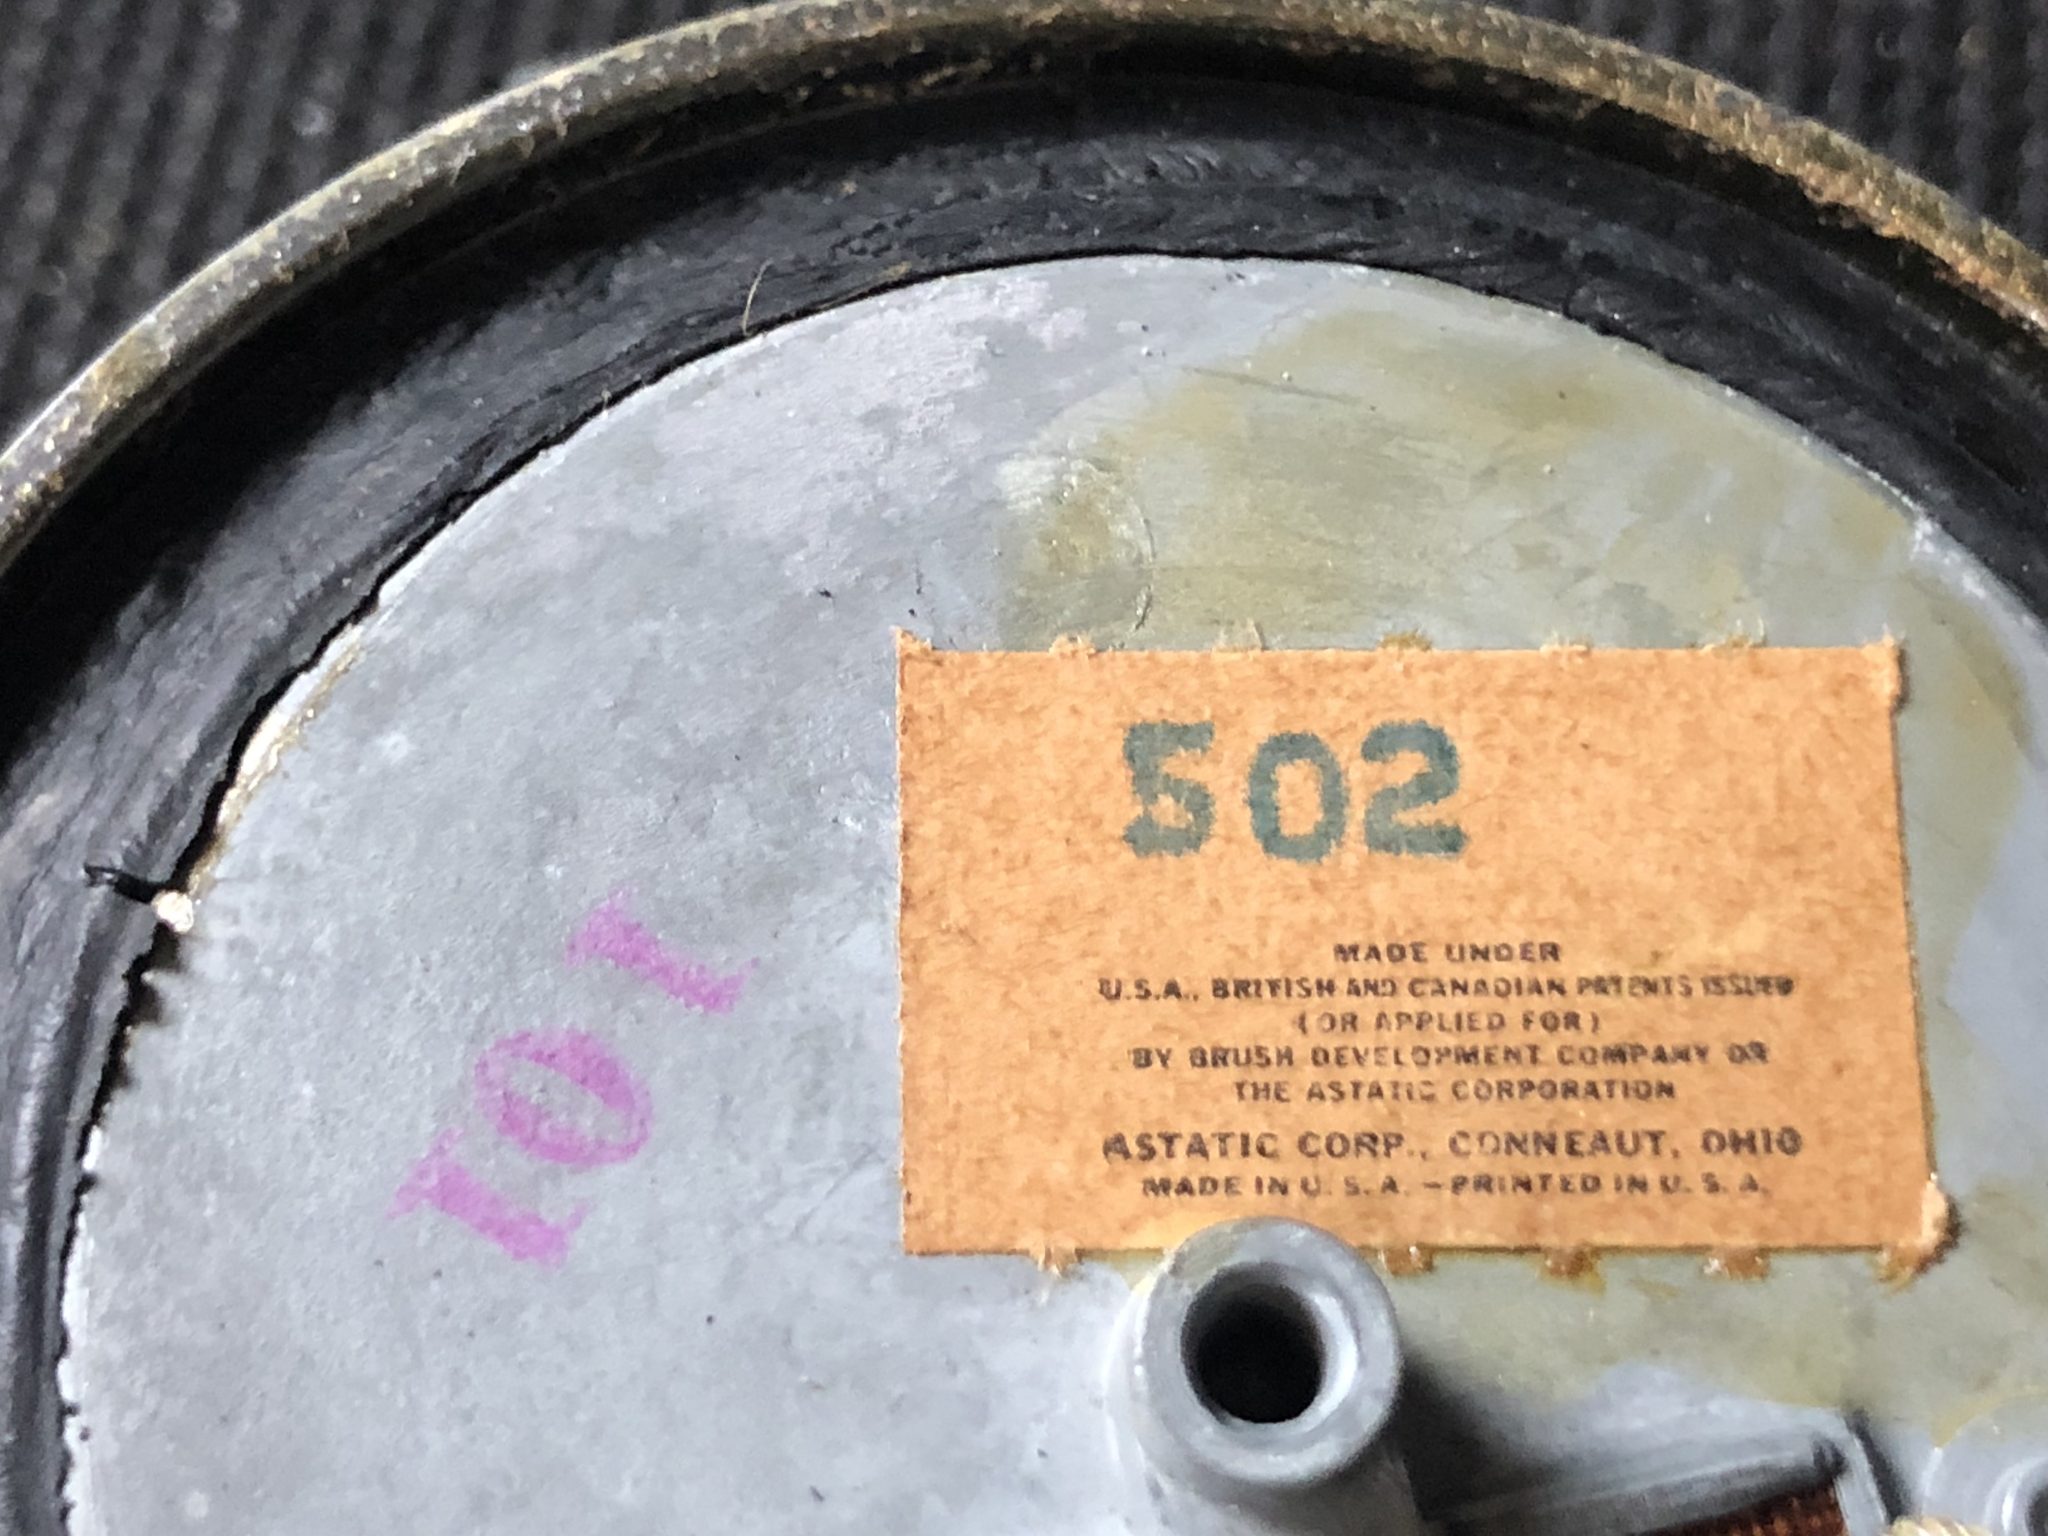 502
MADE UNDER
U.S.A., BRITISH AND CANADIAN PATENTS ISSUED
(OR APPLIED FOR)
BY BRUSH DEVELOPMENT COMPANY OR
THE ASTATIC CORPORATION
ASTATIC CORP., CONNEAUT, OHIO
MADE IN U.S.A. - PRINTED IN U.S.A.
101